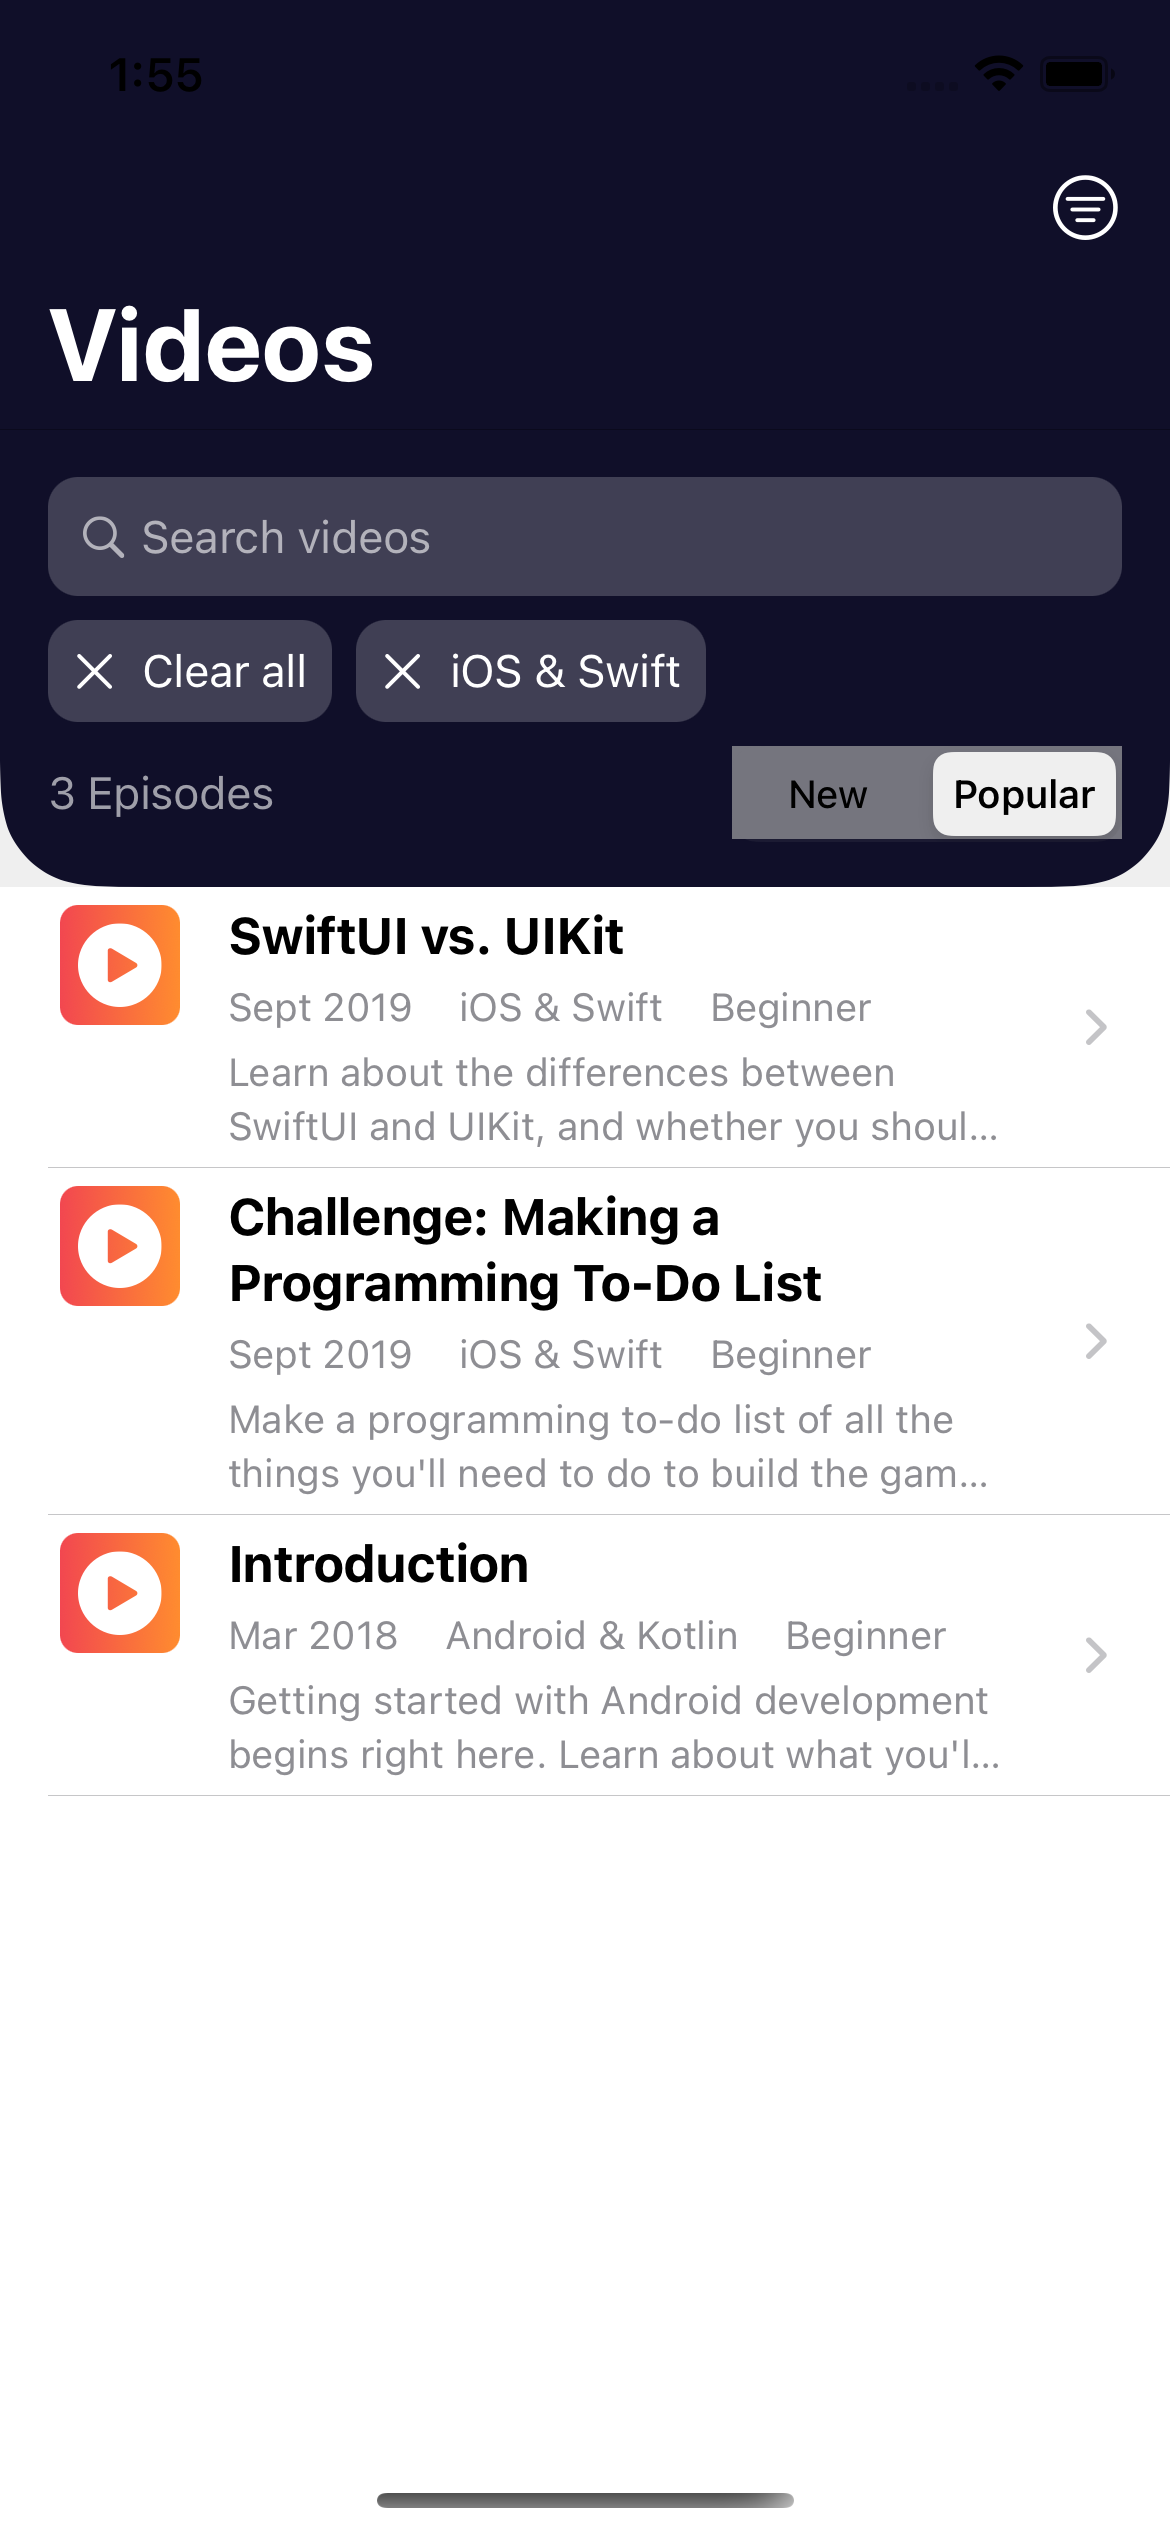 1:55
Videos
Search videos
Clear all
iOS & Swift
3 Episodes
New
Popular
SwiftUI vs. UIKit
Sept 2019 iOS & Swift Beginner
Learn about the differences between
SwiftUI and UIKit, and whether you shoul...
Challenge: Making a
Programming To-Do List
Sept 2019 iOS & Swift Beginner
Make a programming to-do list of all the
things you'll need to do to build the gam...
Introduction
Mar 2018 Android & Kotlin Beginner
Getting started with Android development
begins right here. Learn about what you'l...